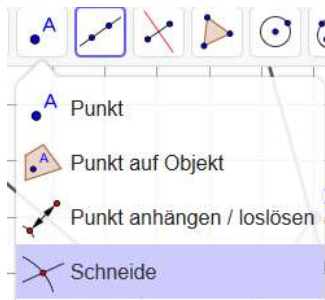 A
A Punkt
A Punkt auf Objekt
Punkt anhängen / loslösen
Schneide